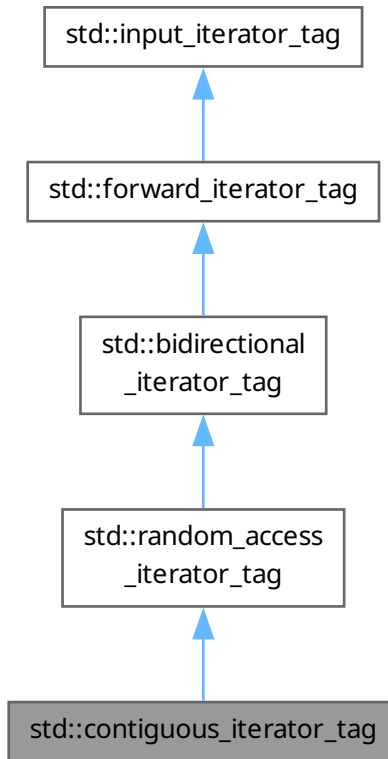 std::input_iterator_tag
std::forward_iterator_tag
std::bidirectional
_iterator_tag
std::random_access
_iterator_tag
std::contiguous_iterator_tag